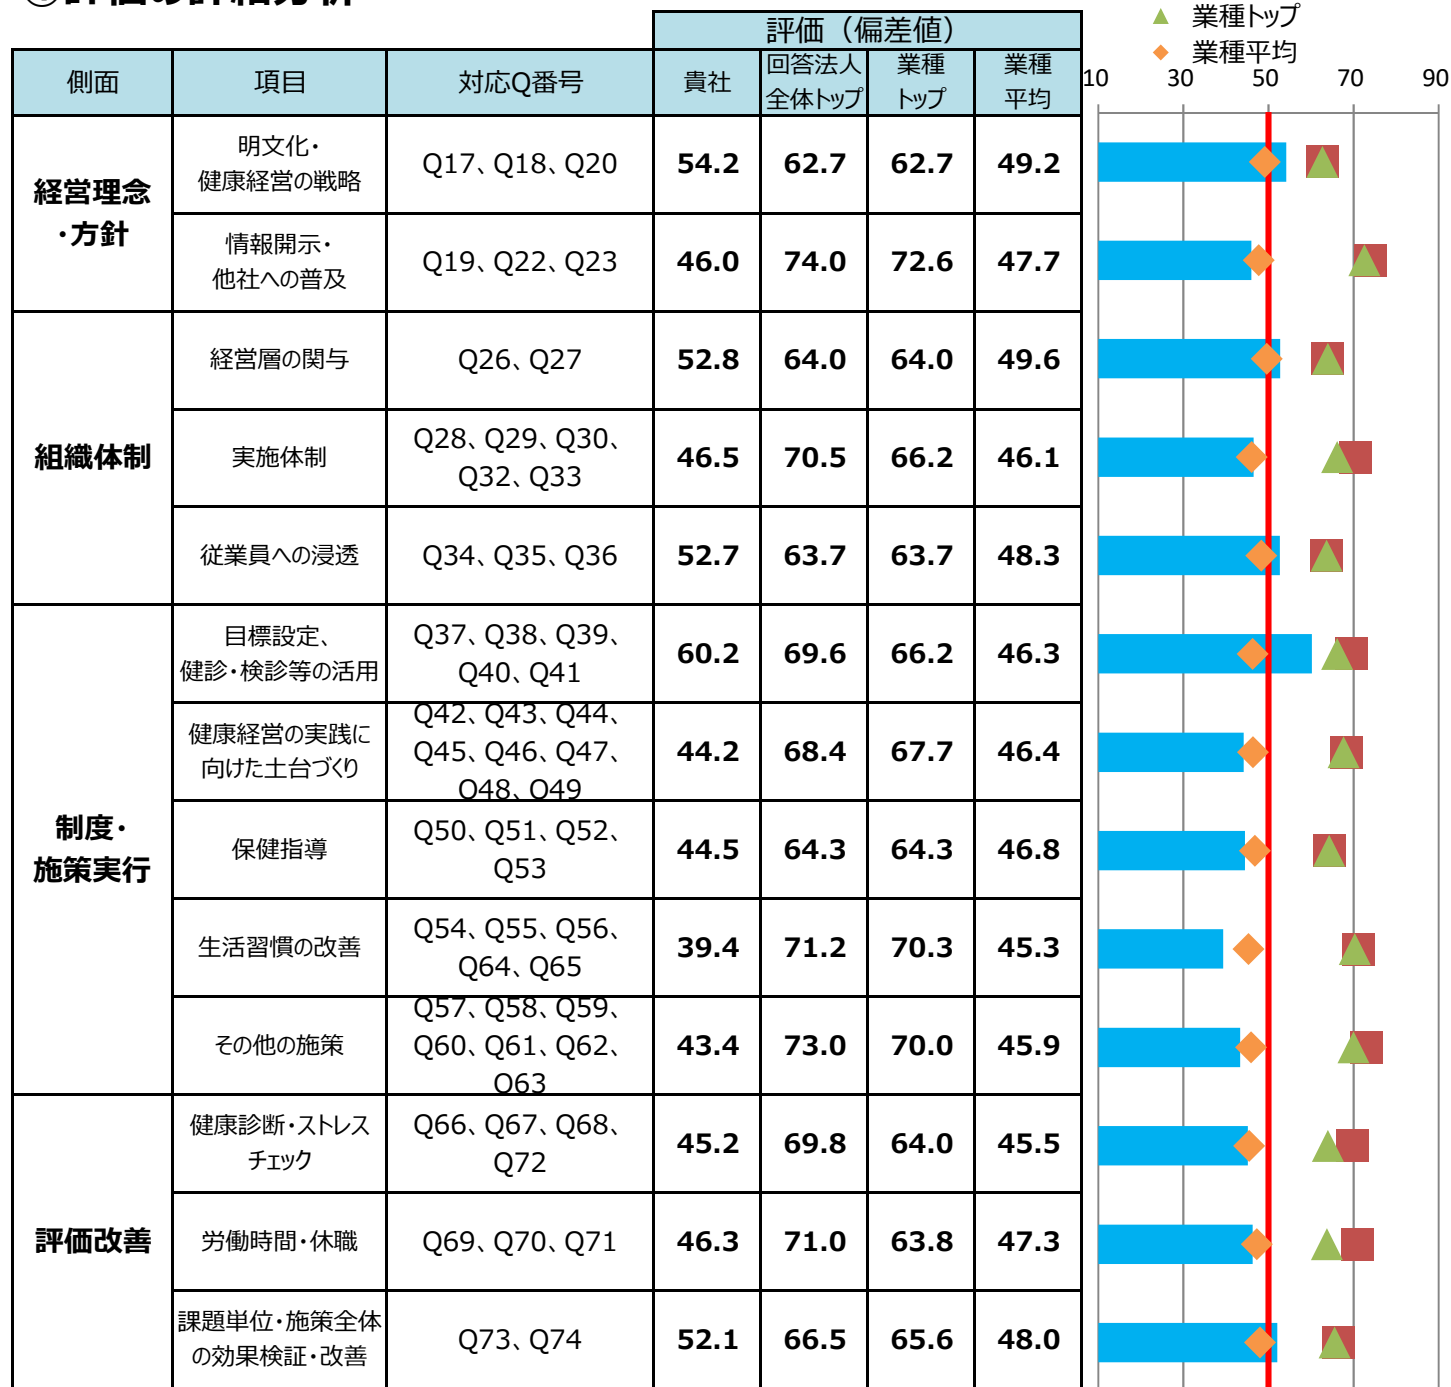 ①評価の詳細分析
▲ 業種トップ
◆ 業種平均
評価（偏差値）
側面 項目 対応Q番号 貴社 回答法人 全体トップ 業種 トップ 業種 平均
10 30 50 70 90
経営理念
・方針
明文化・
健康経営の戦略
Q17、Q18、Q20
54.2 62.7 62.7 49.2
情報開示・
他社への普及
Q19、Q22、Q23
46.0 74.0 72.6 47.7
組織体制
経営層の関与
Q26、Q27
52.8 64.0 64.0 49.6
実施体制
Q28、Q29、Q30、
Q32、Q33
46.5 70.5 66.2 46.1
従業員への浸透
Q34、Q35、Q36
52.7 63.7 63.7 48.3
制度・
施策実行
目標設定、
健診・検診等の活用
Q37、Q38、Q39、
Q40、Q41
60.2 69.6 66.2 46.3
健康経営の実践に
向けた土台づくり
Q42、Q43、Q44、
Q45、Q46、Q47、
Q48、Q49
44.2 68.4 67.7 46.4
保健指導
Q50、Q51、Q52、
Q53
44.5 64.3 64.3 46.8
生活習慣の改善
Q54、Q55、Q56、
Q64、Q65
39.4 71.2 70.3 45.3
その他の施策
Q57、Q58、Q59、
Q60、Q61、Q62、
Q63
43.4 73.0 70.0 45.9
評価改善
健康診断・ストレス
チェック
Q66、Q67、Q68、
Q72
45.2 69.8 64.0 45.5
労働時間・休職
Q69、Q70、Q71
46.3 71.0 63.8 47.3
課題単位・施策全体
の効果検証・改善
Q73、Q74
52.1 66.5 65.6 48.0